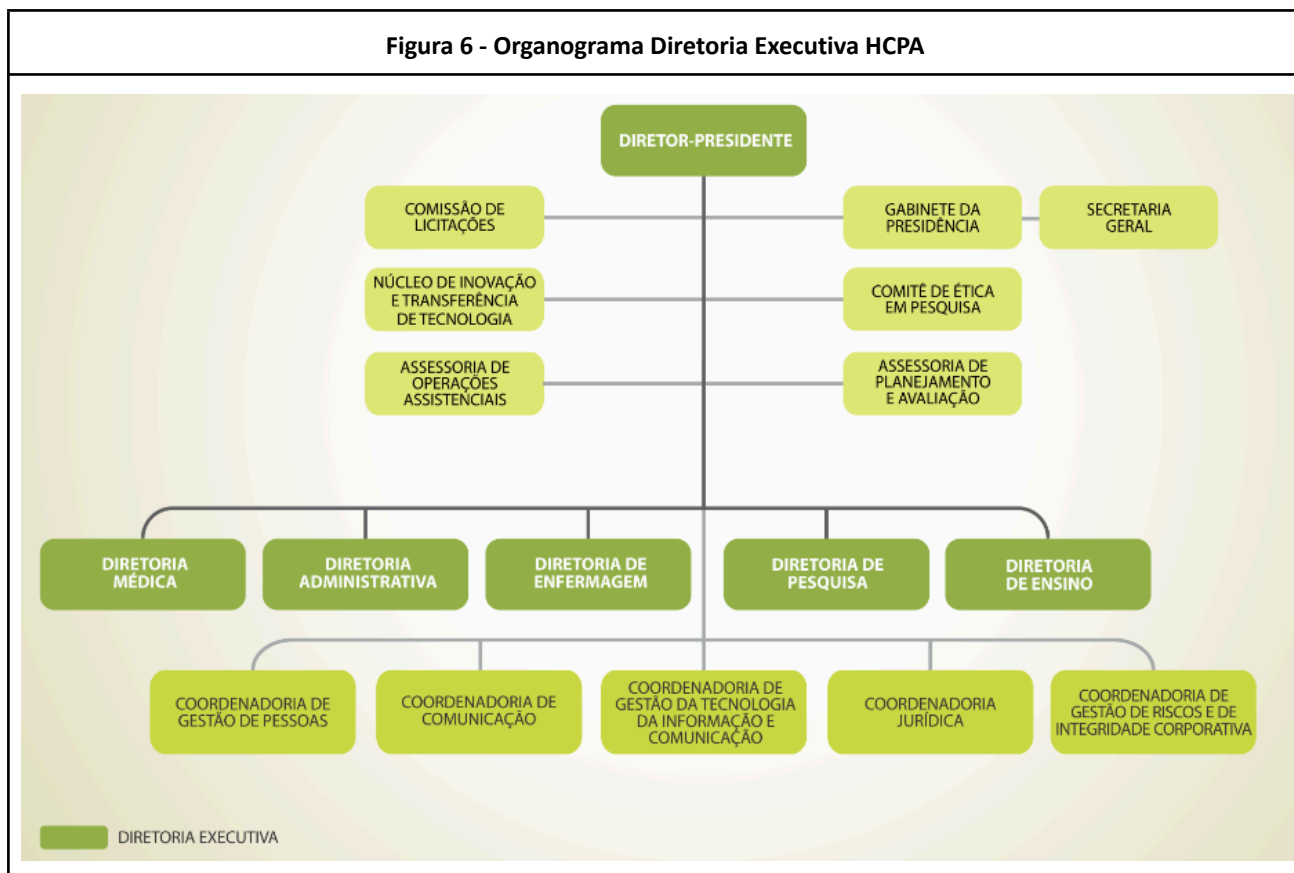 Figura 6 - Organograma Diretoria Executiva HCPA
DIRETOR-PRESIDENTE
COMISSÃO DE
LICITAÇÕES
GABINETE DA
PRESIDÊNCIA
SECRETARIA
GERAL
NÚCLEO DE INOVAÇÃO
E TRANSFERÊNCIA
DE TECNOLOGIA
COMITÊ DE ÉTICA
EM PESQUISA
ASSESSORIA DE
OPERAÇÕES
ASSISTENCIAIS
ASSESSORIA DE
PLANEJAMENTO
E AVALIAÇÃO
DIRETORIA
MÉDICA
DIRETORIA
ADMINISTRATIVA
DIRETORIA DE
ENFERMAGEM
DIRETORIA DE
PESQUISA
DIRETORIA
DE ENSINO
COORDENADORIA DE
GESTÃO DE PESSOAS
COORDENADORIA DE
COMUNICAÇÃO
COORDENADORIA DE
GESTÃO DA TECNOLOGIA
DA INFORMAÇÃO E
COMUNICAÇÃO
COORDENADORIA
JURÍDICA
COORDENADORIA DE
GESTÃO DE RISCOS E DE
INTEGRIDADE CORPORATIVA
DIRETORIA EXECUTIVA